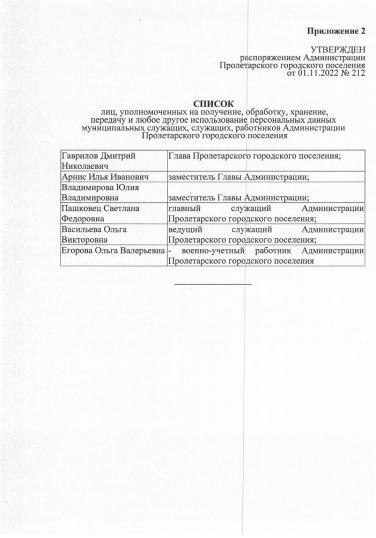 Приложение 2
УТВЕРЖДЕН
распоряжением Администрации
Пролетарского городского поселения
от 01.11.2022 № 212
СПИСОК
лиц, уполномоченных на получение, обработку, хранение,
передачу и любое другое использование персональных данных
муниципальных служащих, служащих, работников Администрации
Пролетарского городского поселения
Гаврилов Дмитрий Глава Пролетарского городского поселения;
Николаевич
Арнис Илья Иванович заместитель Главы Администрации;
Владимирова Юлия
Владимировна заместитель Главы Администрации;
Пашковец Светлана главный служащий Администрации
Федоровна Пролетарского городского поселения;
Васильева Ольга ведущий служащий Администрации
Викторовна Пролетарского городского поселения;
Егорова Ольга Валерьевна - военно-учетный работник Администрации
Пролетарского городского поселения